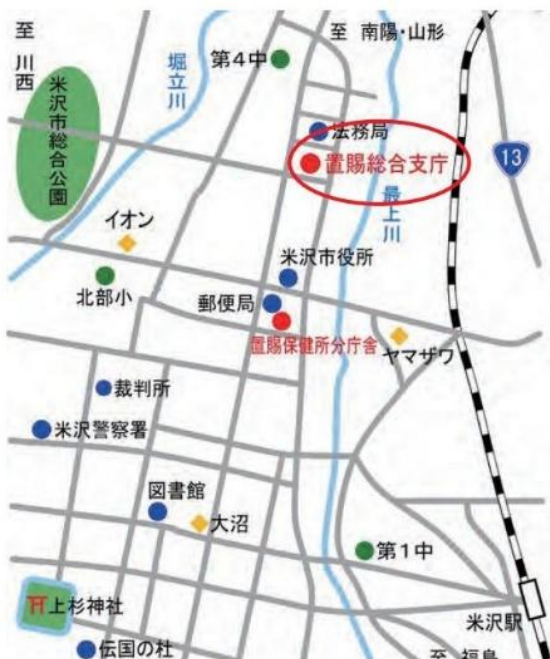 至 南陽・山形
至 川西
堀立川
第4中
米沢市総合公園
法務局
置賜総合支庁
13
最上川
イオン
米沢市役所
北部小
郵便局
置賜保健所分庁舎
ヤマザワ
裁判所
米沢警察署
図書館
大沼
第1中
上杉神社
米沢駅
伝国の杜
至 福島